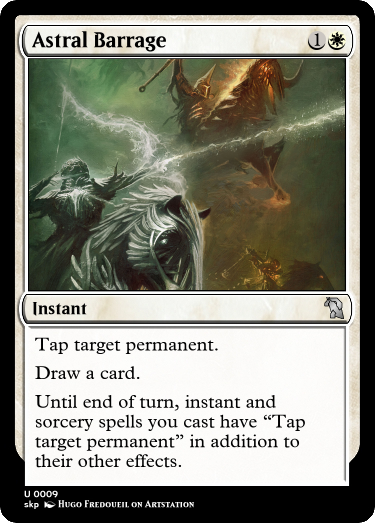 Astral Barrage 1
Instant
Tap target permanent.
Draw a card.
Until end of turn, instant and
sorcery spells you cast have “Tap
target permanent” in addition to
their other effects.
U 0009
skp Hugo Fredoueil on Artstation